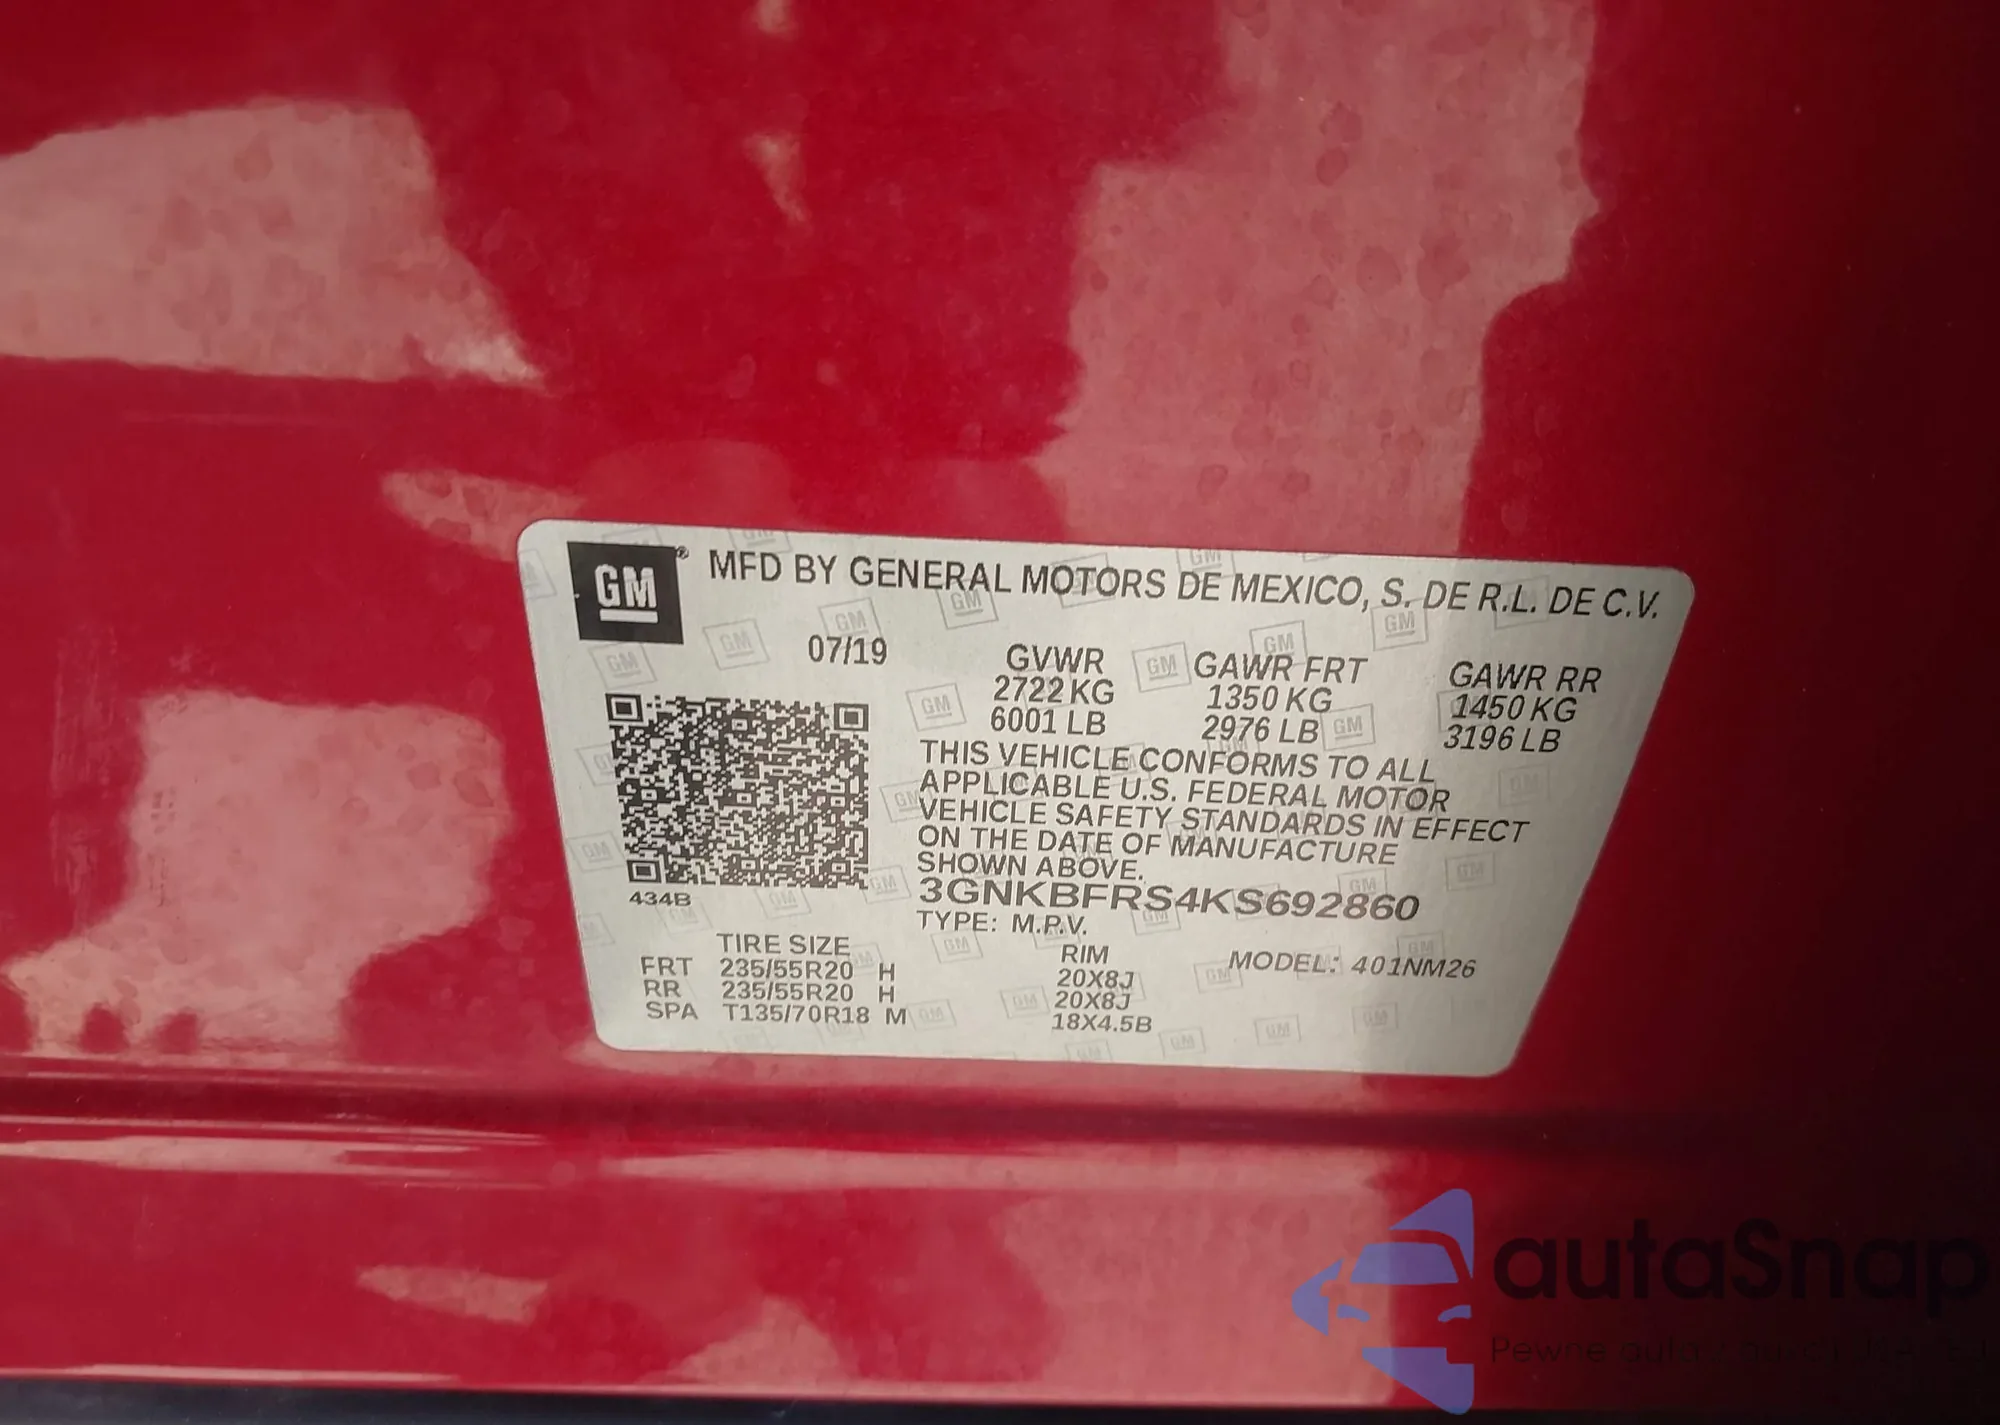 GM® MFD BY GENERAL MOTORS DE MEXICO, S. DE R.L. DE C.V.
07/19 GVWR GAWR FRT GAWR RR
2722 KG 1350 KG 1450 KG
6001 LB 2976 LB 3196 LB
THIS VEHICLE CONFORMS TO ALL
APPLICABLE U.S. FEDERAL MOTOR
VEHICLE SAFETY STANDARDS IN EFFECT
ON THE DATE OF MANUFACTURE
SHOWN ABOVE.
434B
3GNKBFRS4KS692860
TYPE: M.P.V.
TIRE SIZE RIM MODEL: 401NM26
FRT 235/55R20 H 20X8J
RR 235/55R20 H 20X8J
SPA T135/70R18 M 18X4.5B
autaSnap
Pewne auto